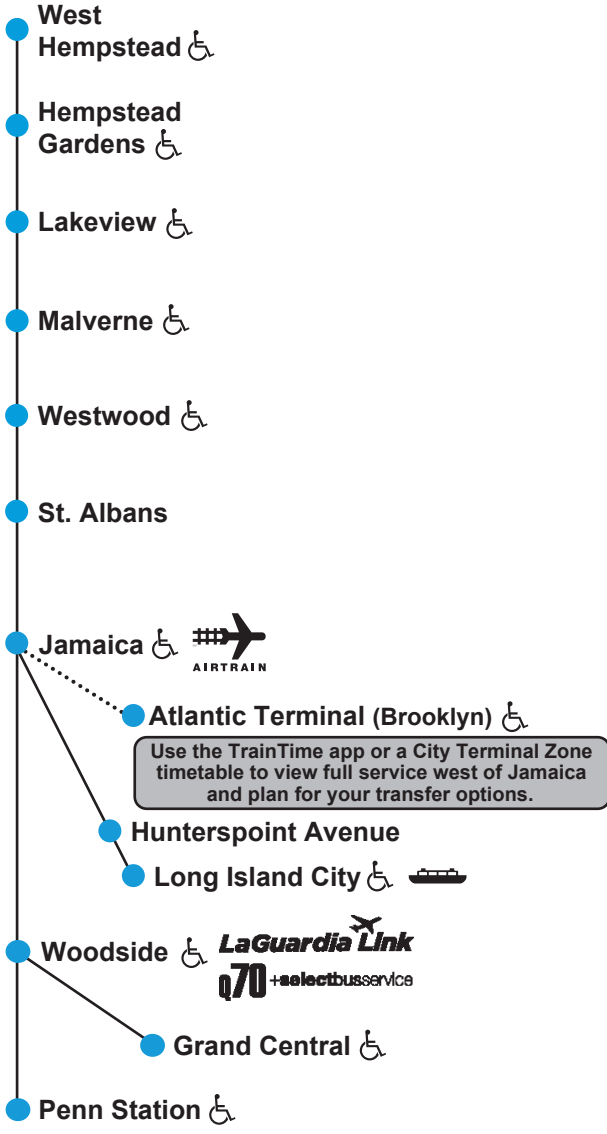 West
Hempstead
Hempstead
Gardens
Lakeview
Malverne
Westwood
St. Albans
Jamaica
AIRTRAIN
Atlantic Terminal (Brooklyn)
Use the TrainTime app or a City Terminal Zone
timetable to view full service west of Jamaica
and plan for your transfer options.
Hunterspoint Avenue
Long Island City
Woodside
LaGuardia Link
Q70 +selectbusservice
Grand Central
Penn Station